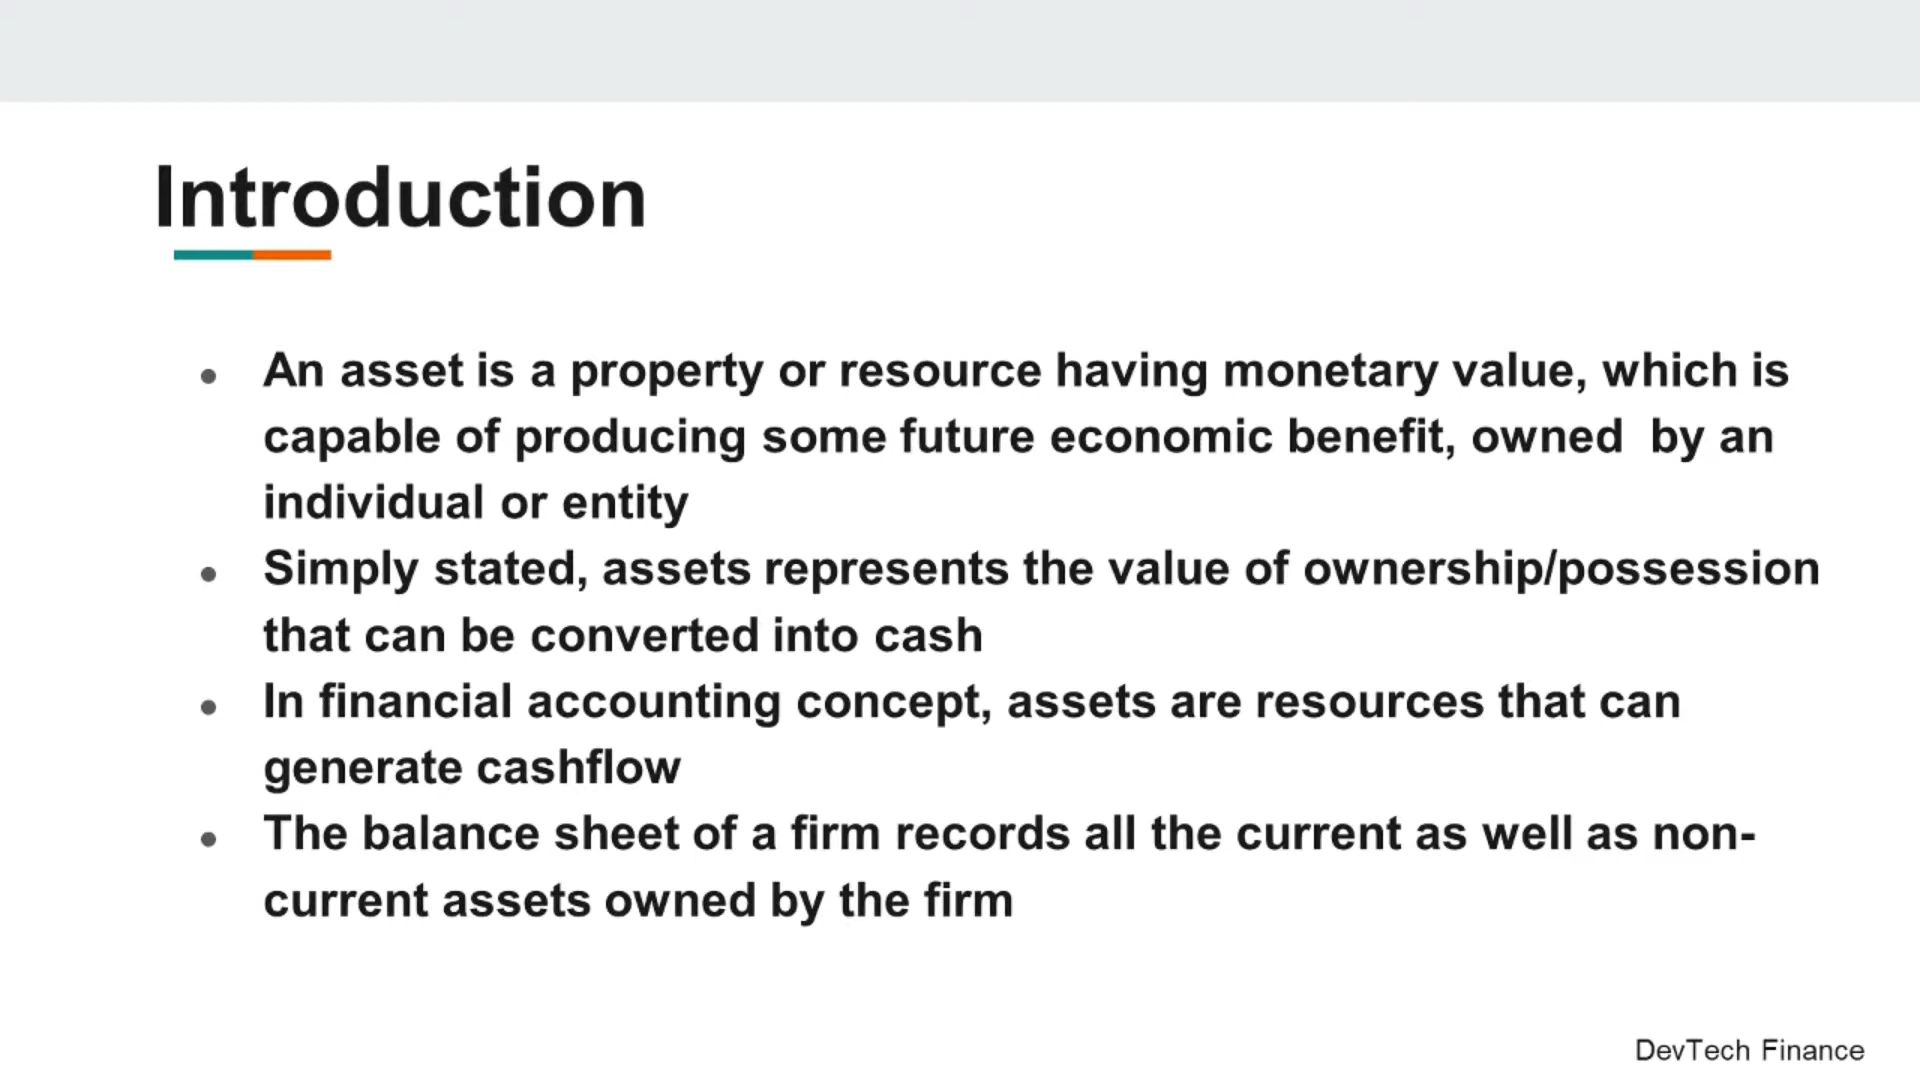 Introduction
An asset is a property or resource having monetary value, which is
capable of producing some future economic benefit, owned  by an
individual or entity
Simply stated, assets represents the value of ownership/possession
that can be converted into cash
In financial accounting concept, assets are resources that can
generate cashflow
The balance sheet of a firm records all the current as well as non-
current assets owned by the firm
DevTech Finance